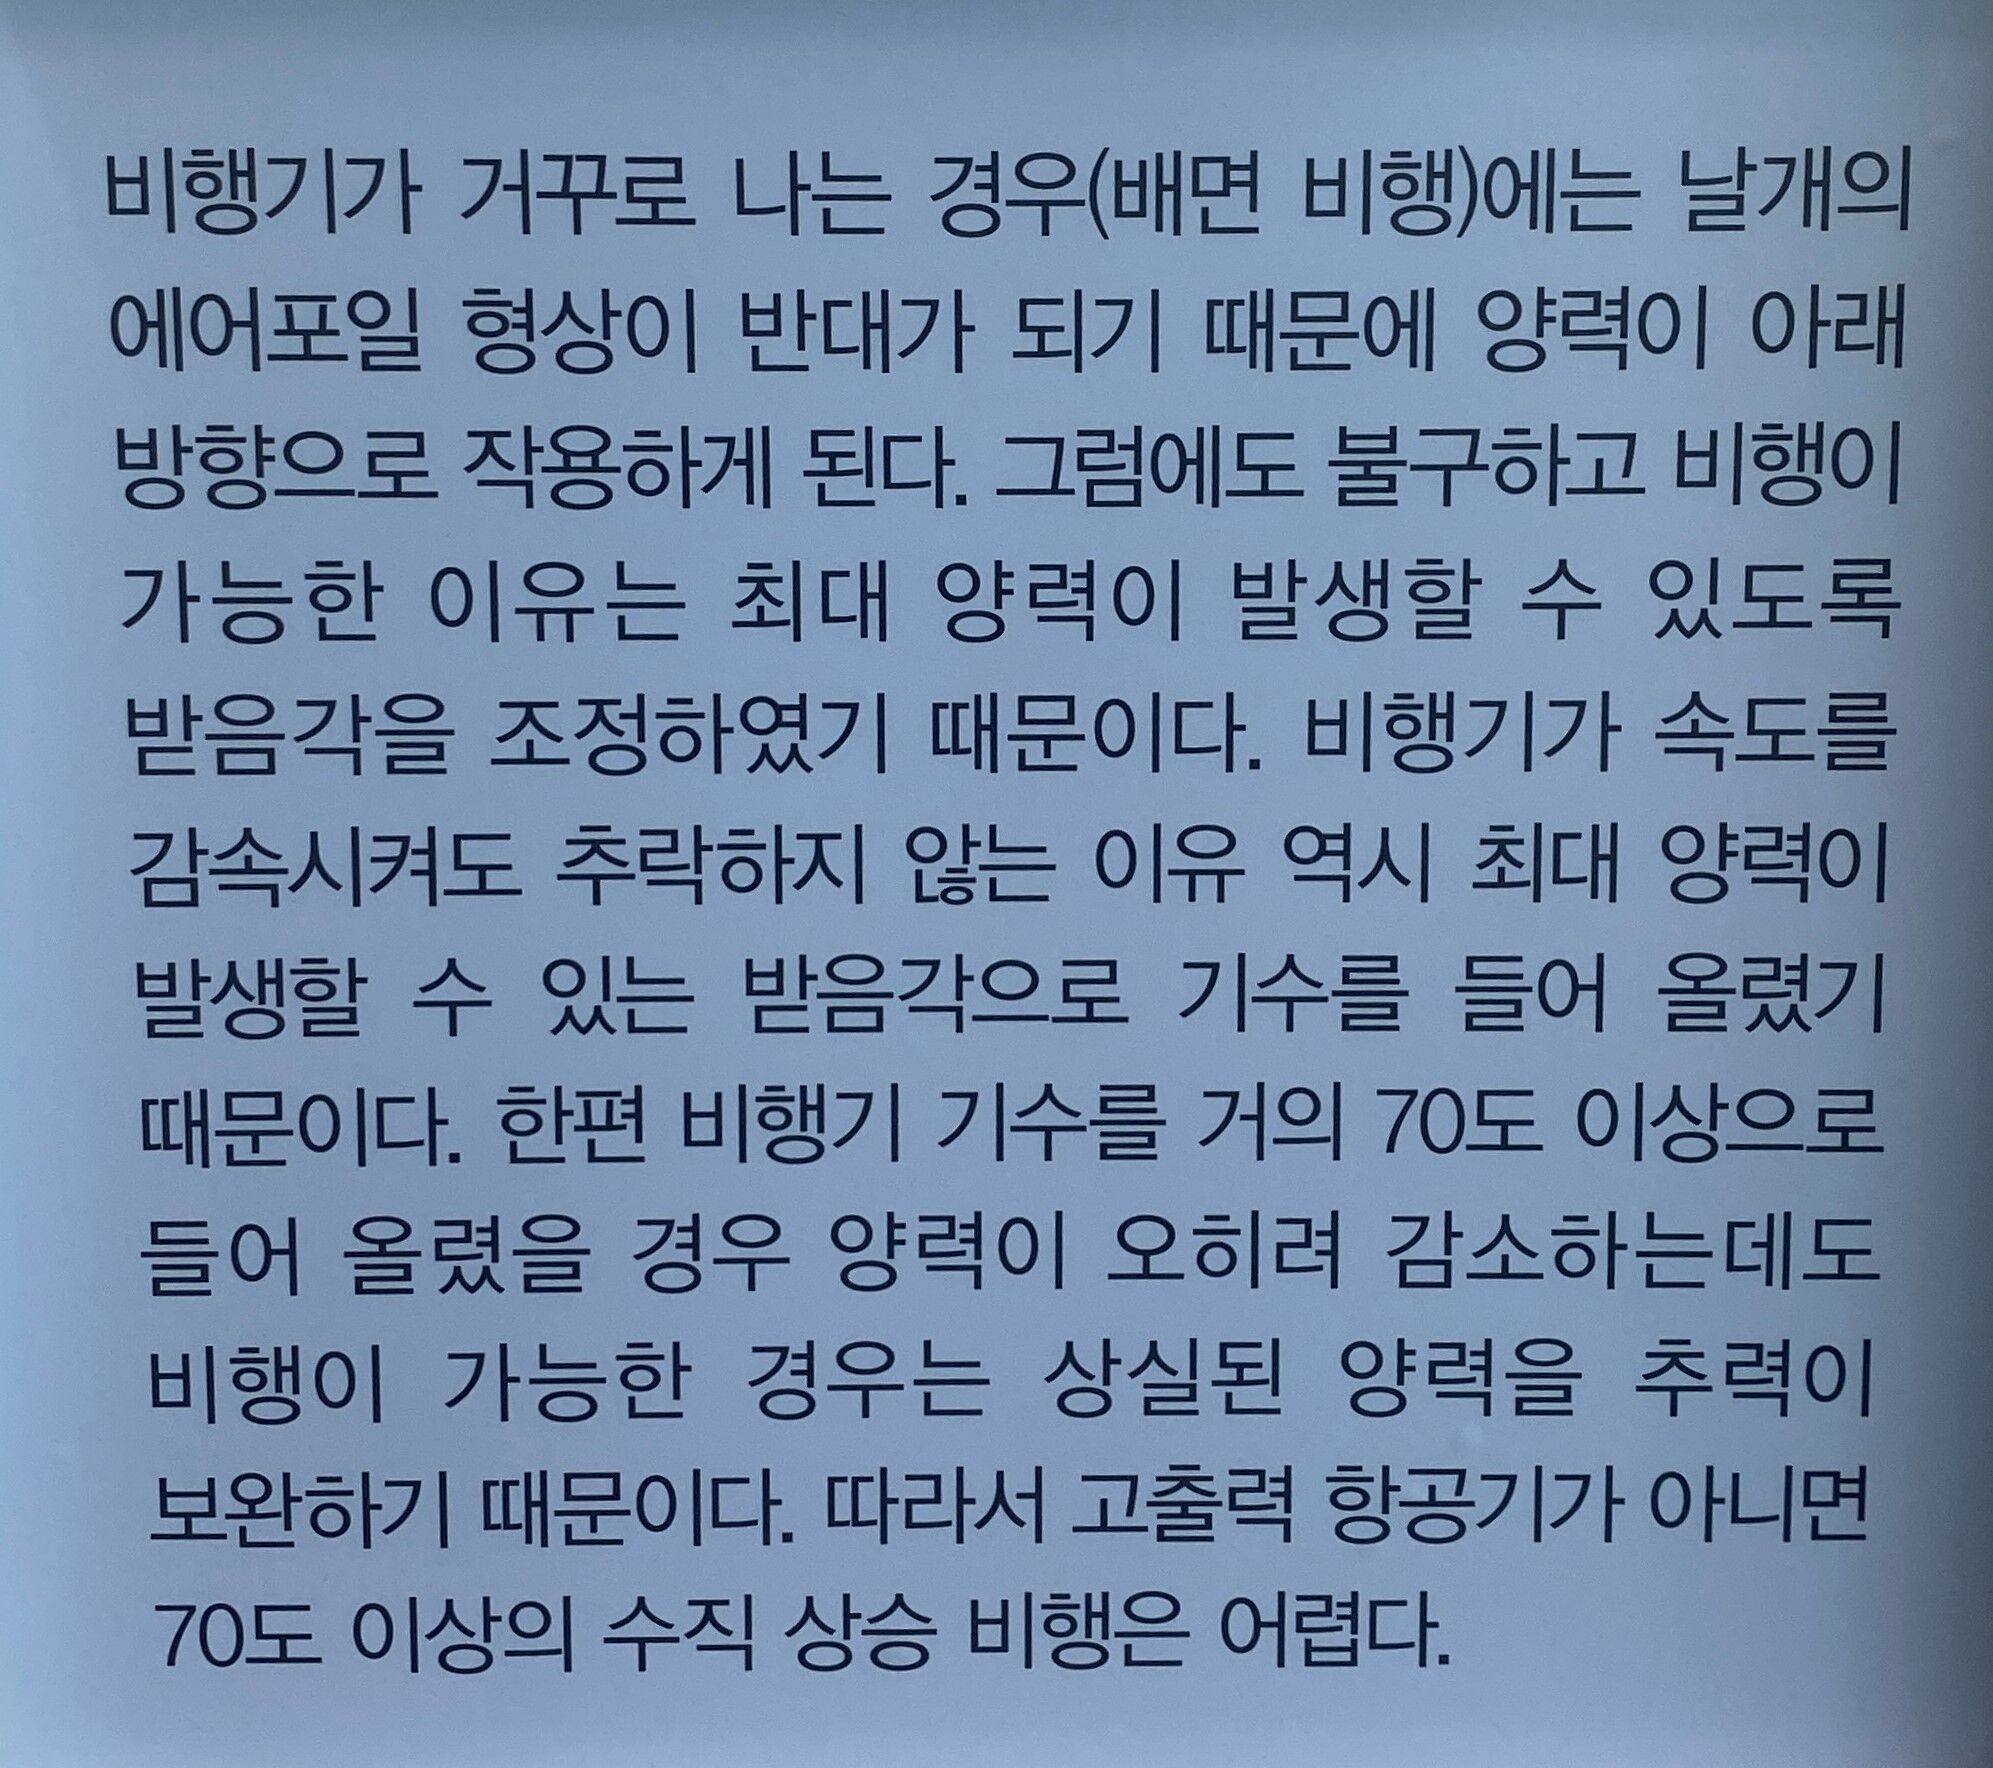 비행기가 거꾸로 나는 경우(배면 비행)에는 날개의
에어포일 형상이 반대가 되기 때문에 양력이 아래
방향으로 작용하게 된다. 그럼에도 불구하고 비행이
가능한 이유는 최대 양력이 발생할 수 있도록
받음각을 조정하였기 때문이다. 비행기가 속도를
감속시켜도 추락하지 않는 이유 역시 최대 양력이
발생할 수 있는 받음각으로 기수를 들어 올렸기
때문이다. 한편 비행기 기수를 거의 70도 이상으로
들어 올렸을 경우 양력이 오히려 감소하는데도
비행이 가능한 경우는 상실된 양력을 추력이
보완하기 때문이다. 따라서 고출력 항공기가 아니면
70도 이상의 수직 상승 비행은 어렵다.